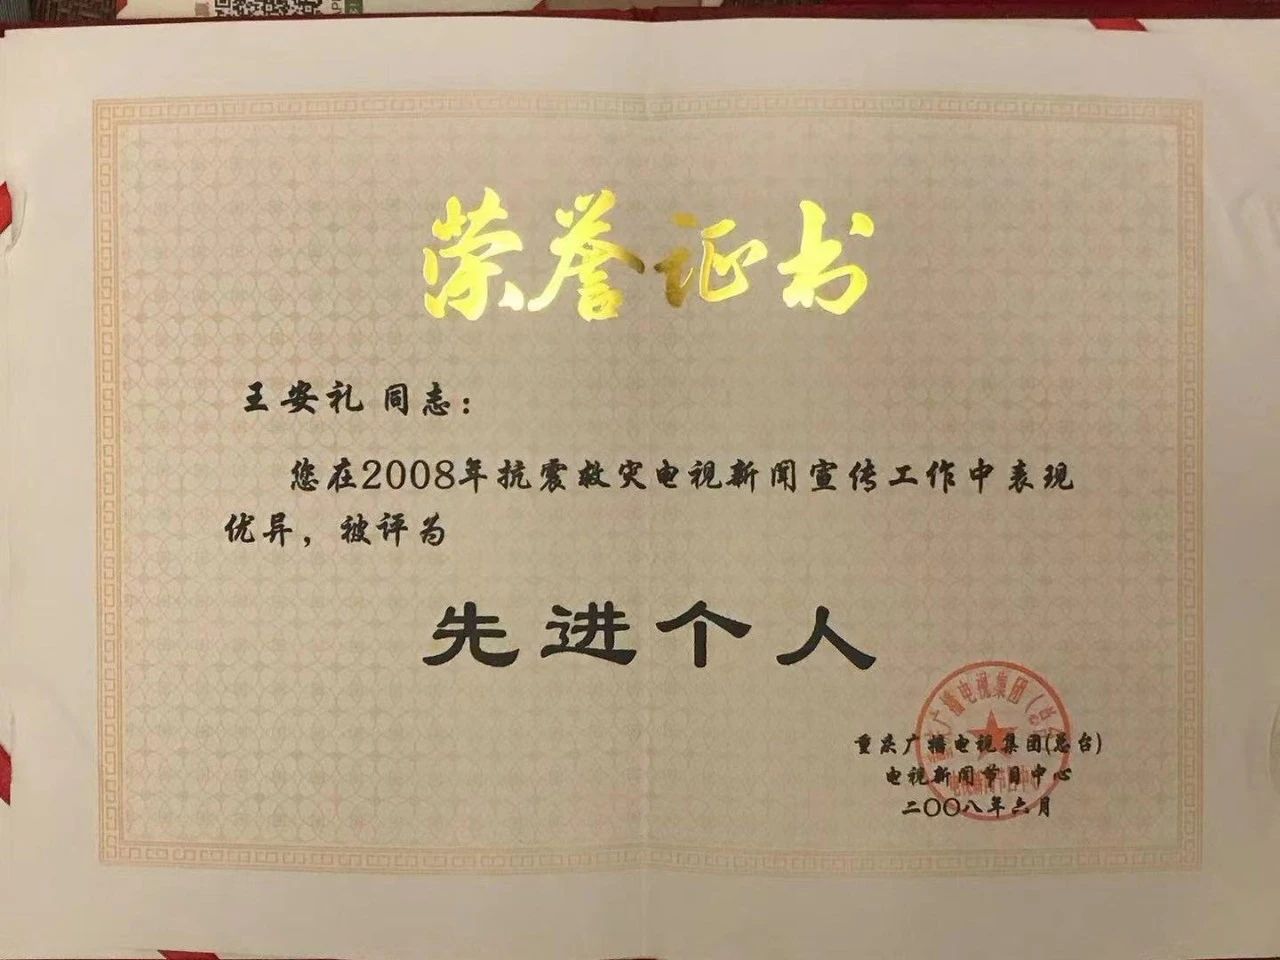 荣誉证书
王安礼 同志：
您在2008年抗震救灾电视新闻宣传工作中表现
优异，被评为
先进个人
重庆广播电视集团(总台)
电视新闻节目中心
二〇〇八年六月